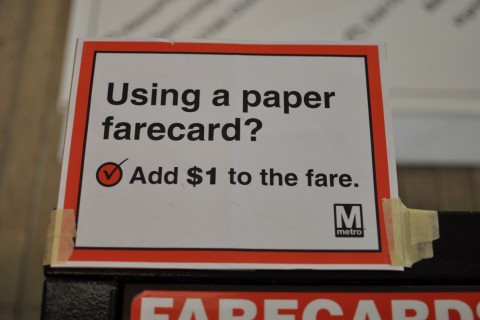 Using a paper
farecard?
Add $1 to the fare.
M
metro
FARECARDS